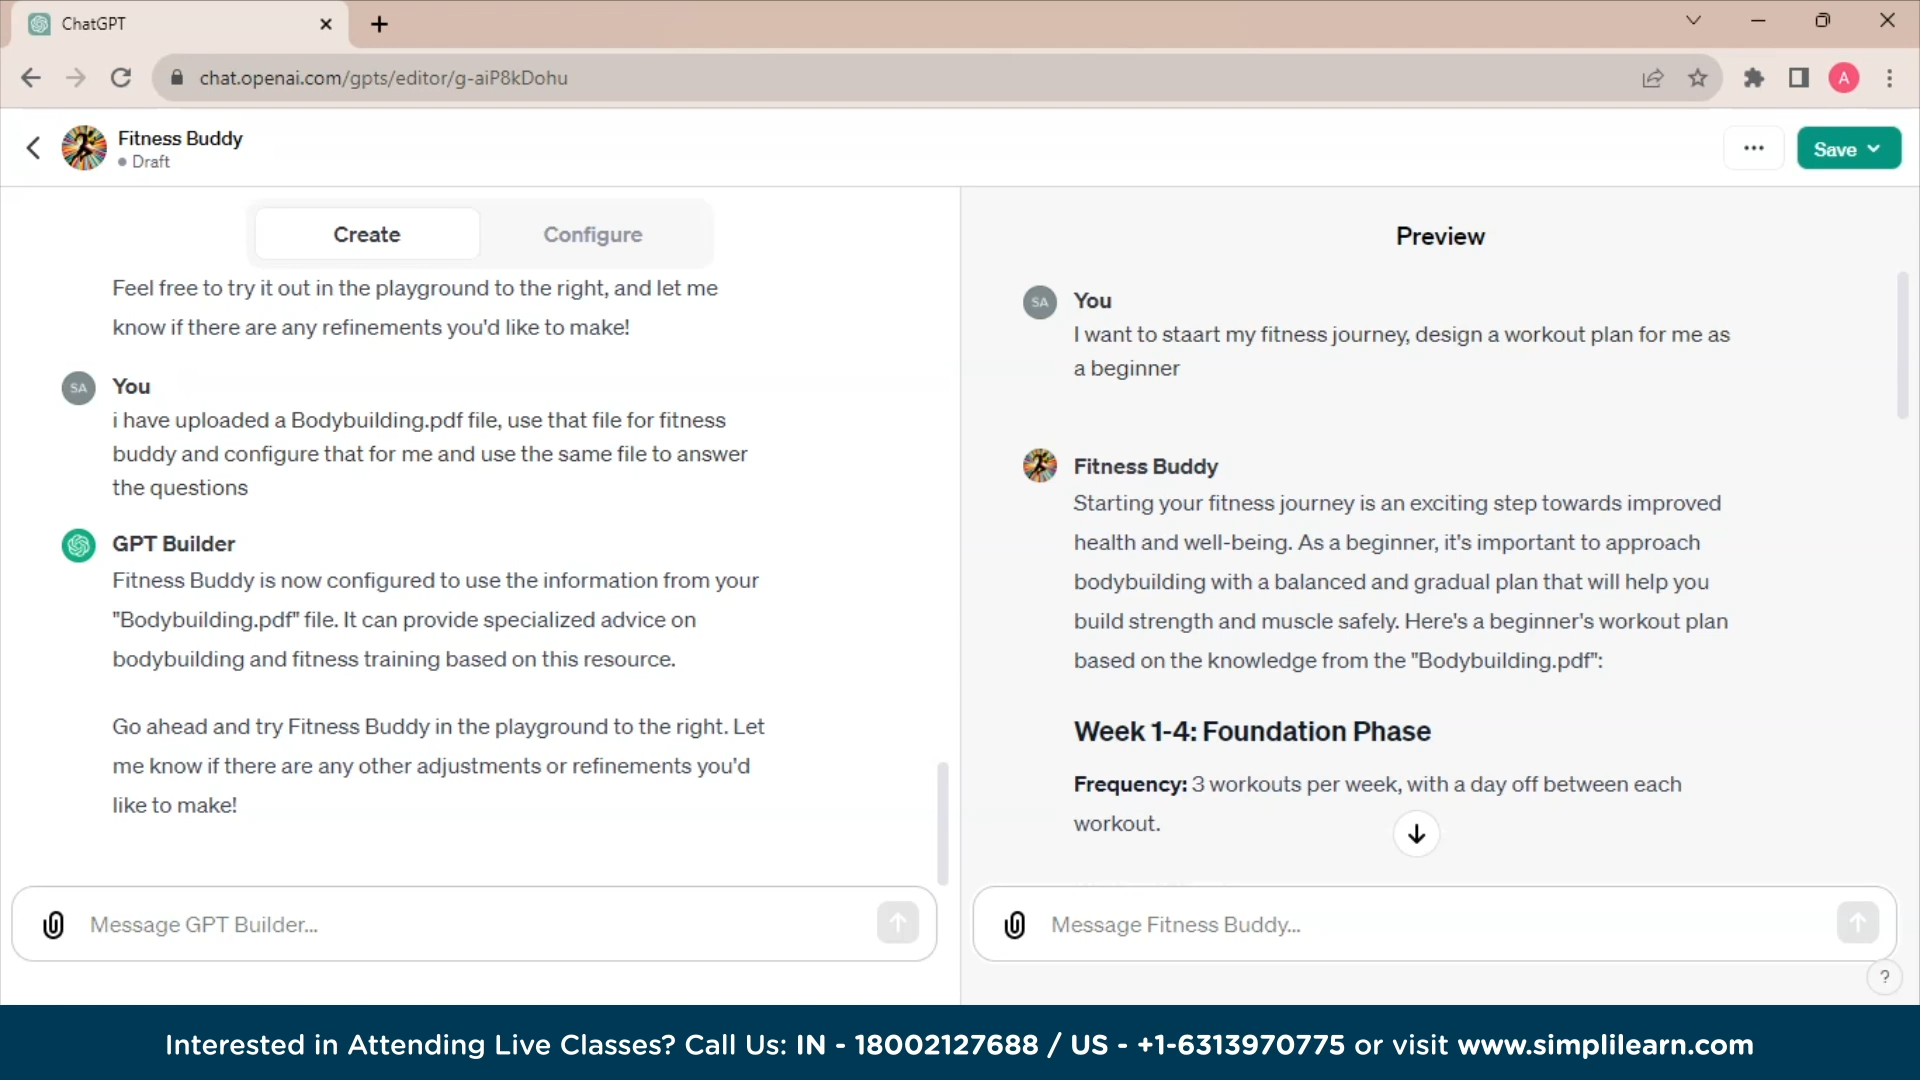 ChatGPT
chat.openai.com/gpts/editor/g-aiP8kDohu
A
Fitness Buddy
Draft
Save
Create
Configure
Feel free to try it out in the playground to the right, and let me
know if there are any refinements you'd like to make!
SA
You
i have uploaded a Bodybuilding.pdf file, use that file for fitness
buddy and configure that for me and use the same file to answer
the questions
GPT Builder
Fitness Buddy is now configured to use the information from your
"Bodybuilding.pdf" file. It can provide specialized advice on
bodybuilding and fitness training based on this resource.
Go ahead and try Fitness Buddy in the playground to the right. Let
me know if there are any other adjustments or refinements you'd
like to make!
Message GPT Builder...
Preview
SA
You
I want to staart my fitness journey, design a workout plan for me as
a beginner
Fitness Buddy
Starting your fitness journey is an exciting step towards improved
health and well-being. As a beginner, it's important to approach
bodybuilding with a balanced and gradual plan that will help you
build strength and muscle safely. Here's a beginner's workout plan
based on the knowledge from the "Bodybuilding.pdf":
Week 1-4: Foundation Phase
Frequency: 3 workouts per week, with a day off between each
workout.
Message Fitness Buddy...
?
Interested in Attending Live Classes? Call Us: IN - 18002127688 / US - +1-6313970775 or visit www.simplilearn.com